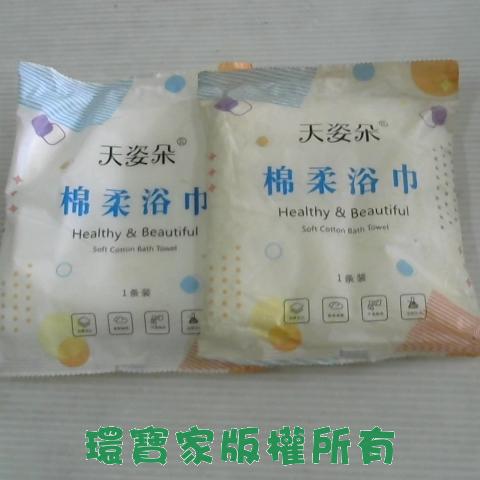 天姿朵®
棉柔浴巾
Healthy & Beautiful
Soft Cotton Bath Towel
1条装
天姿朵®
棉柔浴巾
Healthy & Beautiful
Soft Cotton Bath Towel
1条装
環寶家版權所有